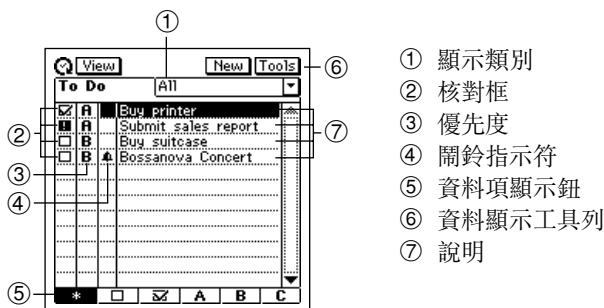 ①
View New Tools ⑥
To Do All
A Buy printer
A Submit sales report
② B Buy suitcase ⑦
③ B Bossanova Concert
④
⑤ * A B C
① 顯示類別
② 核對框
③ 優先度
④ 鬧鈴指示符
⑤ 資料項顯示鈕
⑥ 資料顯示工具列
⑦ 說明